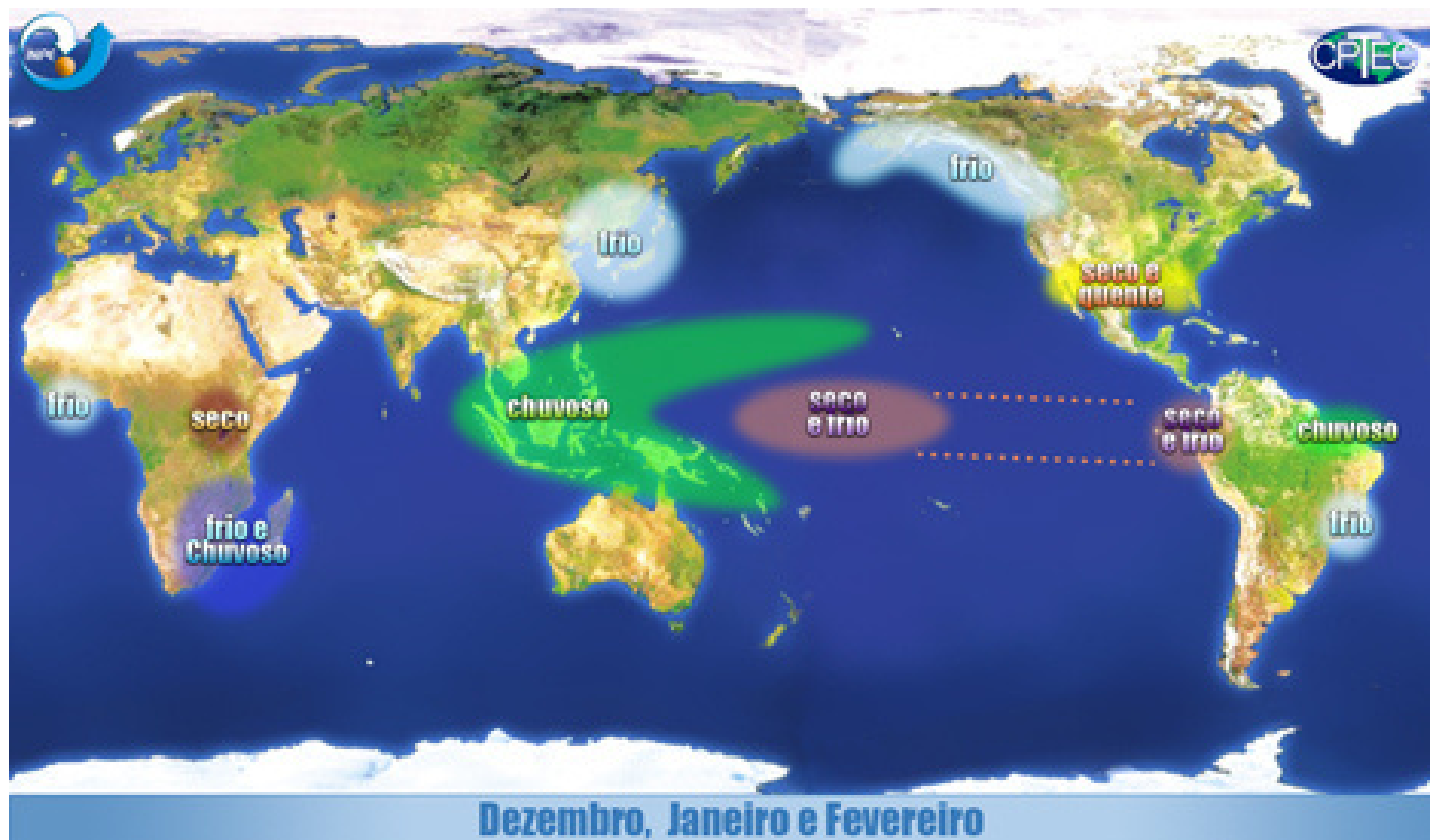 INPE
CPTEC
frio
frio
seco e
quente
frio
seco
chuvoso
seco
e frio
seco
e frio
chuvoso
frio e
Chuvoso
frio
Dezembro, Janeiro e Fevereiro